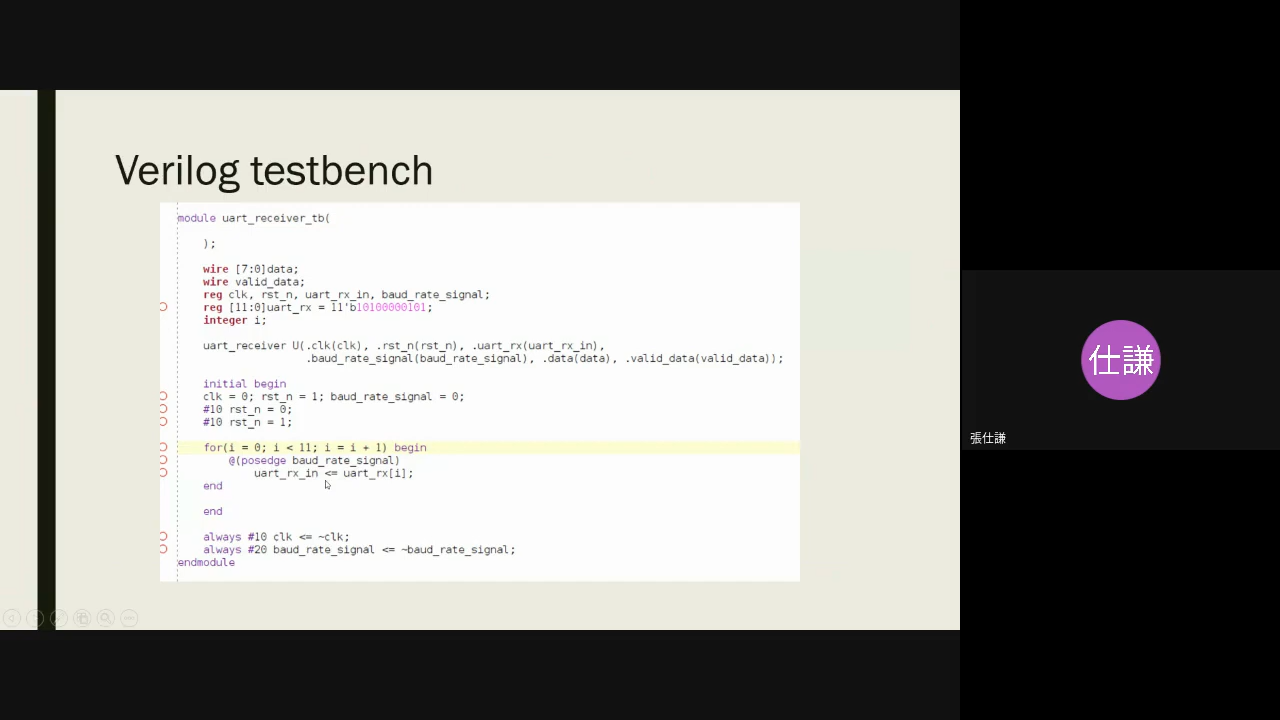 Verilog testbench
module uart_receiver_tb(
);
wire [7:0]data;
wire valid_data;
reg clk, rst_n, uart_rx_in, baud_rate_signal;
reg [11:0]uart_rx = 11'b10100000101;
integer i;
uart_receiver U(.clk(clk), .rst_n(rst_n), .uart_rx(uart_rx_in),
.baud_rate_signal(baud_rate_signal), .data(data), .valid_data(valid_data));
initial begin
clk = 0; rst_n = 1; baud_rate_signal = 0;
#10 rst_n = 0;
#10 rst_n = 1;
for(i = 0; i < 11; i = i + 1) begin
@(posedge baud_rate_signal)
uart_rx_in <= uart_rx[i];
end
end
always #10 clk <= ~clk;
always #20 baud_rate_signal <= ~baud_rate_signal;
endmodule
仕謙
張仕謙